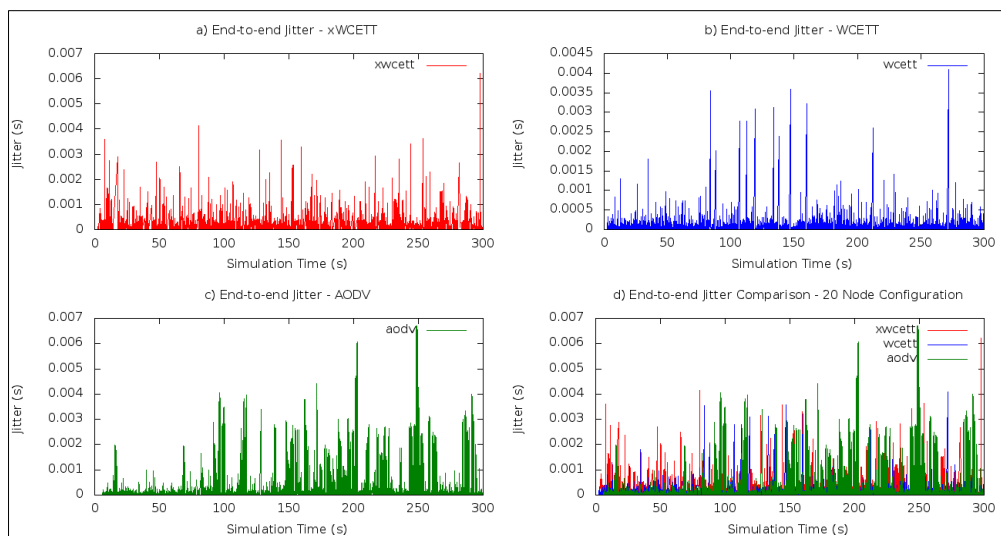 a) End-to-end Jitter - xWCETT
0.007
0.006
0.005
0.004
0.003
0.002
0.001
0
Jitter (s)
xwcett
0 50 100 150 200 250 300
Simulation Time (s)
b) End-to-end Jitter - WCETT
0.0045
0.004
0.0035
0.003
0.0025
0.002
0.0015
0.001
0.0005
0
Jitter (s)
wcett
0 50 100 150 200 250 300
Simulation Time (s)
c) End-to-end Jitter - AODV
0.007
0.006
0.005
0.004
0.003
0.002
0.001
0
Jitter (s)
aodv
0 50 100 150 200 250 300
Simulation Time (s)
d) End-to-end Jitter Comparison - 20 Node Configuration
0.007
0.006
0.005
0.004
0.003
0.002
0.001
0
Jitter (s)
xwcett
wcett
aodv
0 50 100 150 200 250 300
Simulation Time (s)